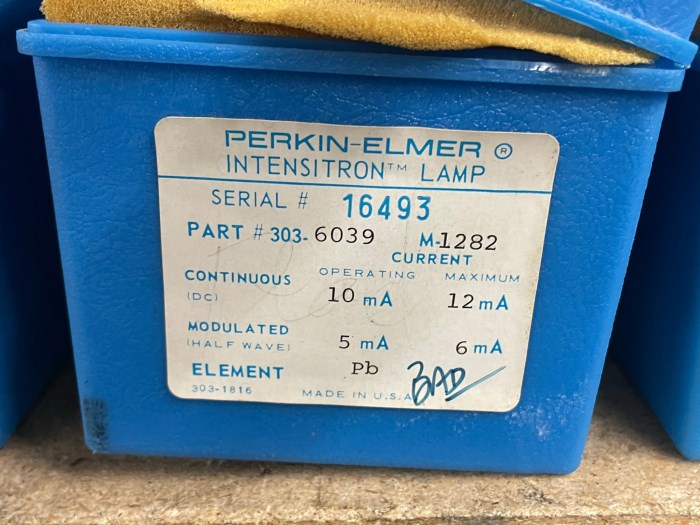 PERKIN-ELMER ®
INTENSITRON™ LAMP
SERIAL # 16493
PART # 303-6039 M-1282
CURRENT
OPERATING MAXIMUM
CONTINUOUS
(DC) 10 mA 12 mA
MODULATED
(HALF WAVE) 5 mA 6 mA
ELEMENT Pb
303-1816 MADE IN U.S.A
BAD